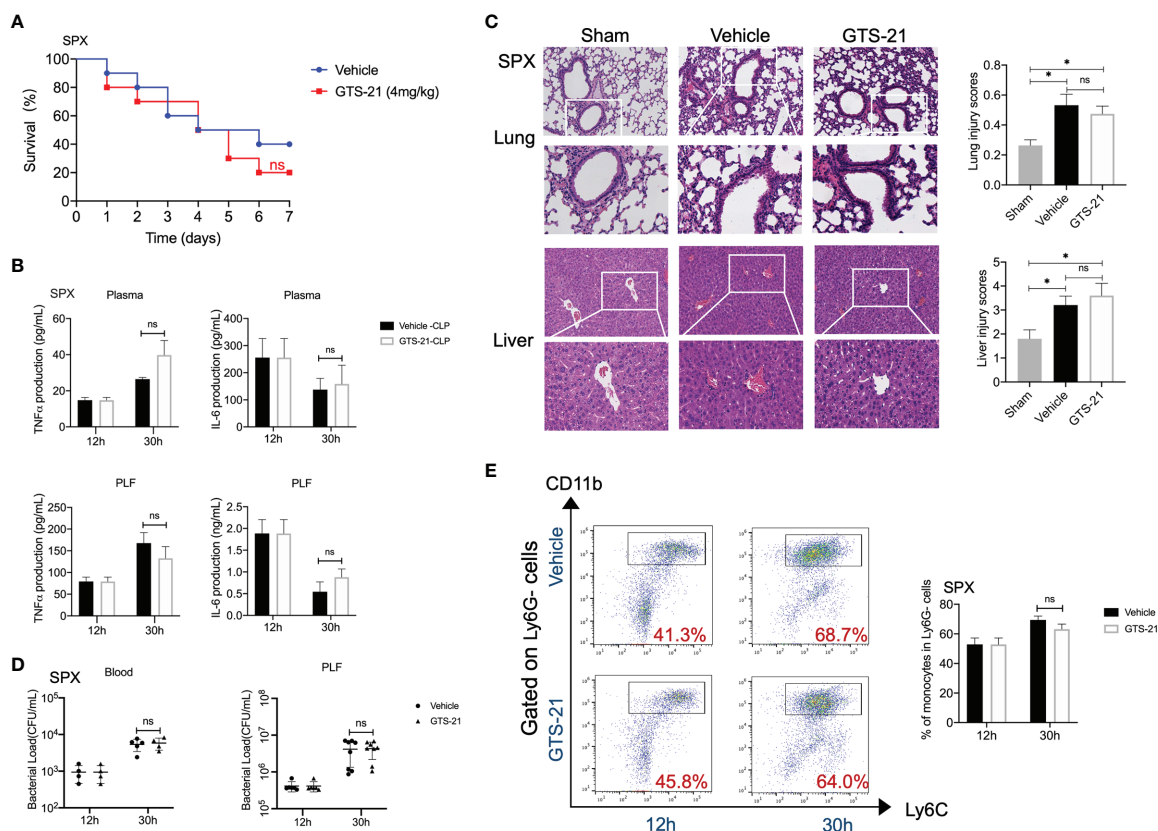 A
SPX
Survival (%)
100
80
60
40
20
0
0 1 2 3 4 5 6 7
Time (days)
ns
Vehicle
GTS-21 (4mg/kg)
B
SPX
Plasma
TNFα production (pg/mL)
60
40
20
0
ns
12h 30h
Plasma
IL-6 production (pg/mL)
400
300
200
100
0
ns
12h 30h
Vehicle -CLP
GTS-21-CLP
PLF
TNFα production (pg/mL)
250
200
150
100
50
0
ns
12h 30h
PLF
IL-6 production (ng/mL)
2.5
2.0
1.5
1.0
0.5
0.0
ns
12h 30h
C
Sham Vehicle GTS-21
SPX
Lung
Liver
Lung injury scores
0.8
0.6
0.4
0.2
0.0
*
*
ns
Sham Vehicle GTS-21
Liver injury scores
5
4
3
2
1
0
*
*
ns
Sham Vehicle GTS-21
D
SPX
Blood
Bacterial Load(CFU/mL)
10⁵
10⁴
10³
10²
ns
12h 30h
PLF
Bacterial Load(CFU/mL)
10⁸
10⁷
10⁶
10⁵
ns
12h 30h
Vehicle
GTS-21
E
CD11b
Gated on Ly6G- cells
Vehicle
GTS-21
41.3%
68.7%
45.8%
64.0%
12h 30h
Ly6C
SPX
% of monocytes in Ly6G- cells
100
80
60
40
20
0
ns
12h 30h
Vehicle
GTS-21